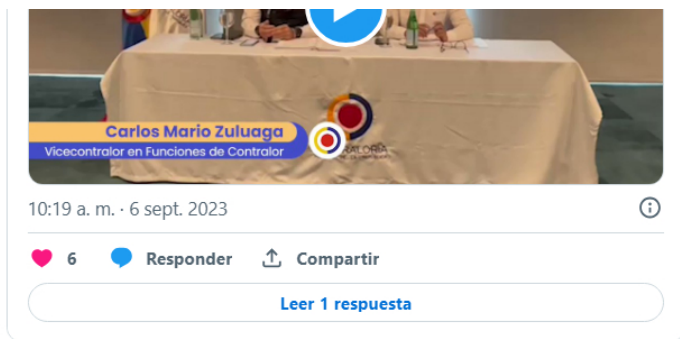 Carlos Mario Zuluaga
Vicecontralor en Funciones de Contralor
10:19 a. m. · 6 sept. 2023
6
Responder
Compartir
Leer 1 respuesta